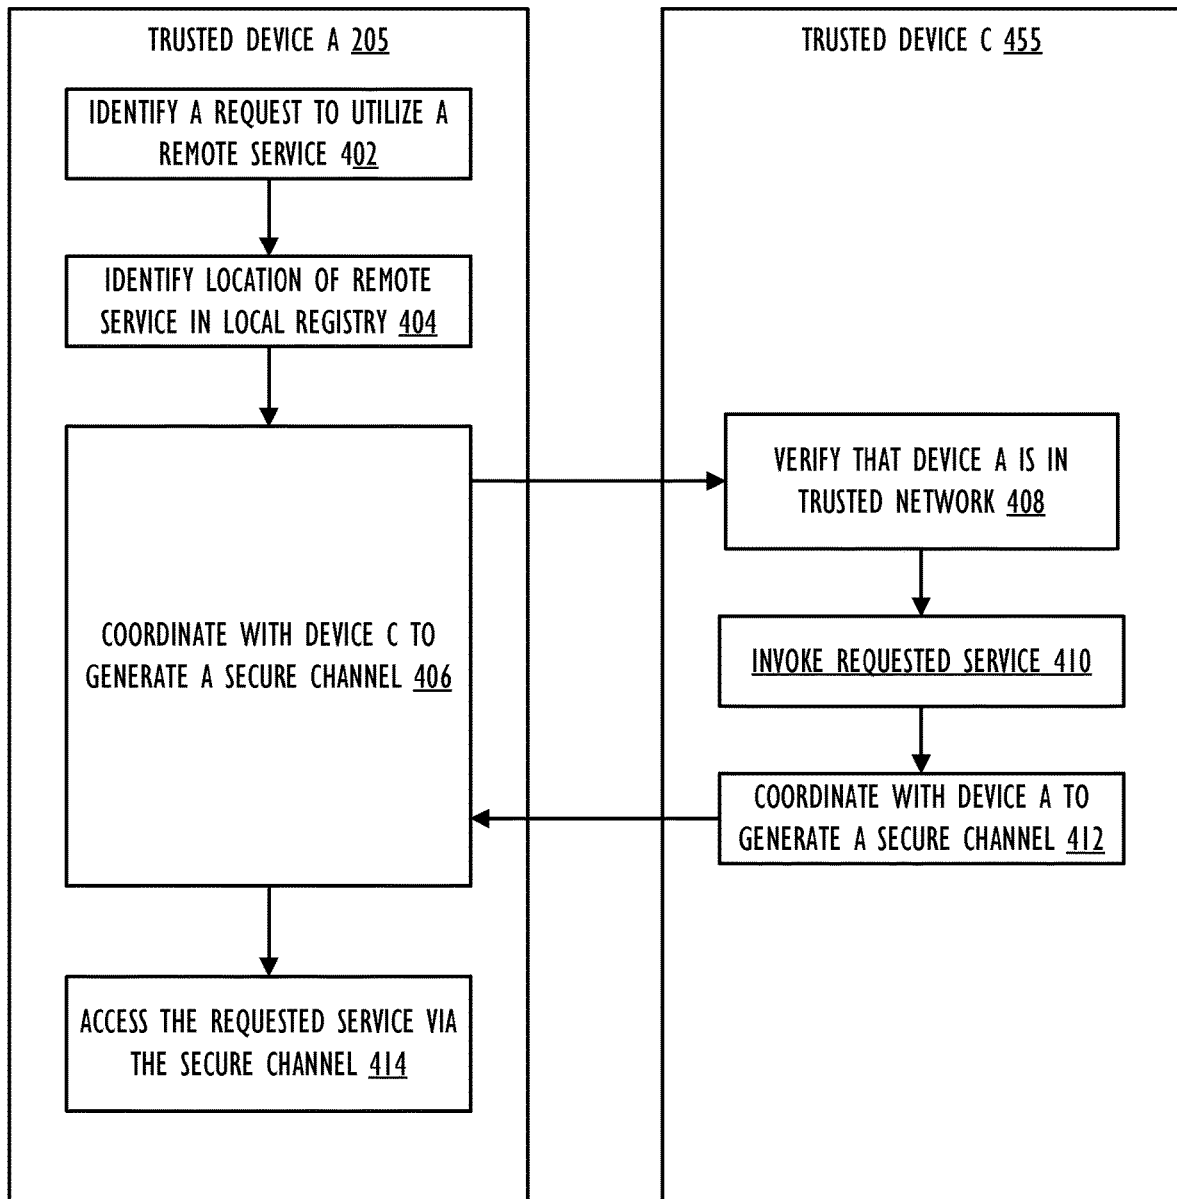 TRUSTED DEVICE A 205
IDENTIFY A REQUEST TO UTILIZE A
REMOTE SERVICE 402
IDENTIFY LOCATION OF REMOTE
SERVICE IN LOCAL REGISTRY 404
COORDINATE WITH DEVICE C TO
GENERATE A SECURE CHANNEL 406
ACCESS THE REQUESTED SERVICE VIA
THE SECURE CHANNEL 414
TRUSTED DEVICE C 455
VERIFY THAT DEVICE A IS IN
TRUSTED NETWORK 408
INVOKE REQUESTED SERVICE 410
COORDINATE WITH DEVICE A TO
GENERATE A SECURE CHANNEL 412